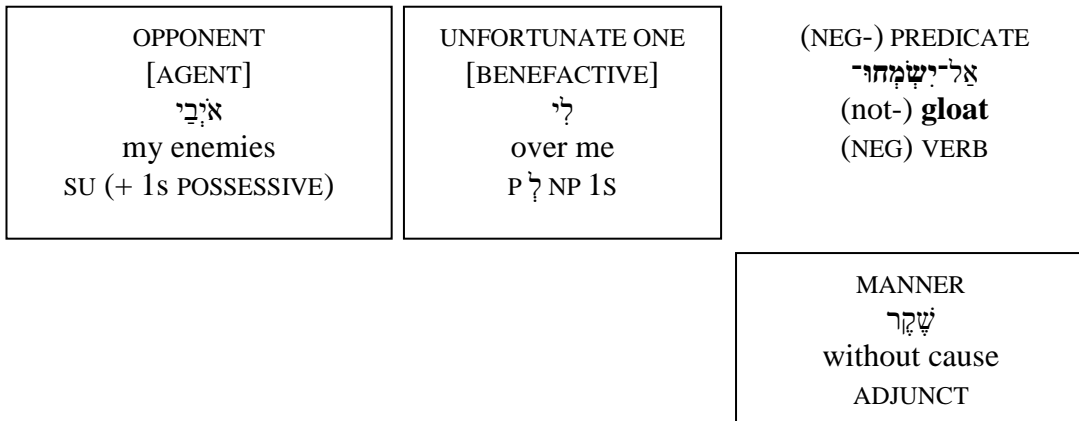 OPPONENT
[AGENT]
אֹיְבַי
my enemies
SU (+ 1s POSSESSIVE)
UNFORTUNATE ONE
[BENEFACTIVE]
לִי
over me
P לְ NP 1S
(NEG-) PREDICATE
אַל־יִשְׂמְחוּ־
(not-) gloat
(NEG) VERB
MANNER
שֶׁקֶר
without cause
ADJUNCT